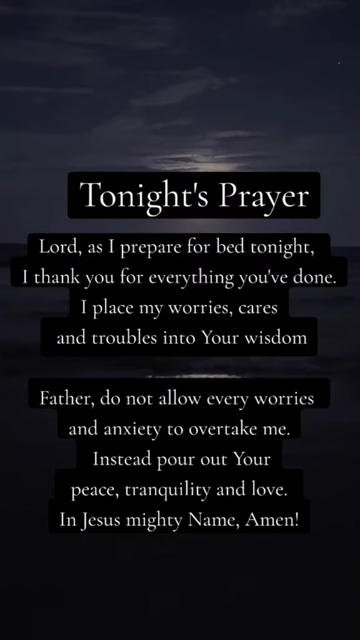 Tonight's Prayer
Lord, as I prepare for bed tonight,
I thank you for everything you've done.
I place my worries, cares
and troubles into Your wisdom
Father, do not allow every worries
and anxiety to overtake me.
Instead pour out Your
peace, tranquility and love.
In Jesus mighty Name, Amen!